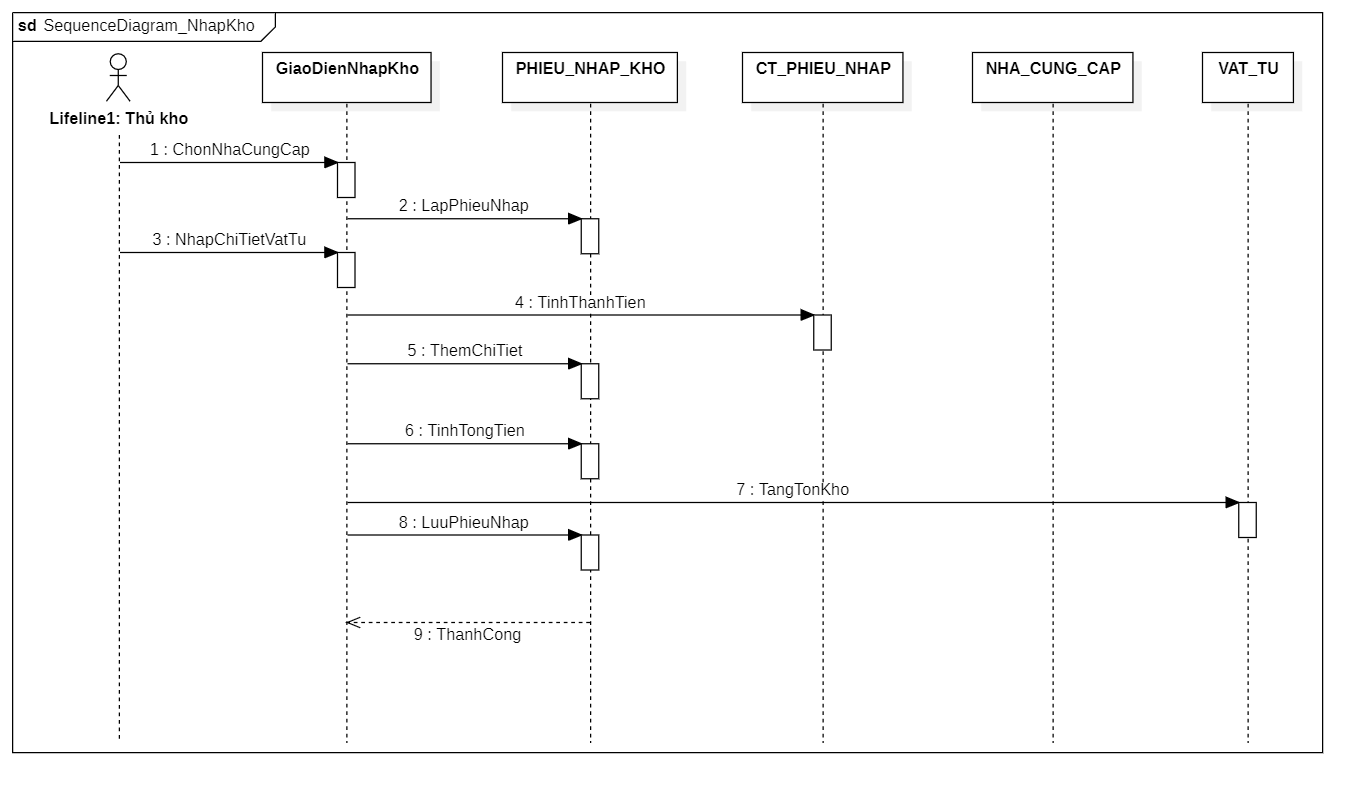 sd SequenceDiagram_NhapKho
GiaoDienNhapKho
PHIEU_NHAP_KHO
CT_PHIEU_NHAP
NHA_CUNG_CAP
VAT_TU
Lifeline1: Thủ kho
1 : ChonNhaCungCap
2 : LapPhieuNhap
3 : NhapChiTietVatTu
4 : TinhThanhTien
5 : ThemChiTiet
6 : TinhTongTien
7 : TangTonKho
8 : LuuPhieuNhap
9 : ThanhCong